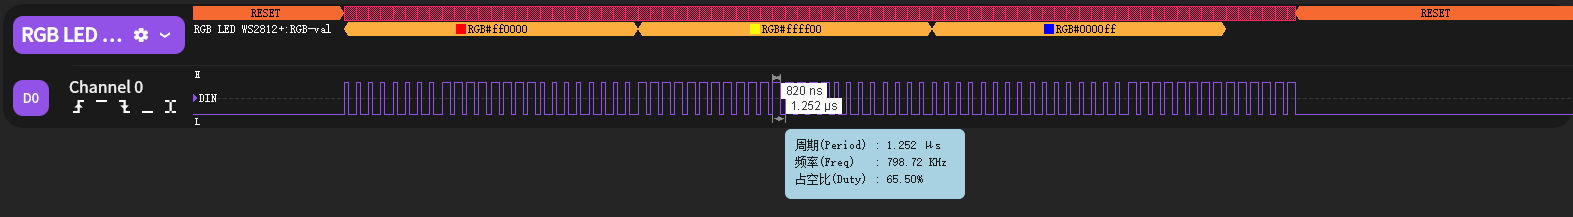 RESET
RESET
RGB LED ...
RGB LED WS2812+:RGB-val
RGB#ff0000
RGB#ffff00
RGB#0000ff
D0
Channel 0
H
DIN
L
820 ns
1.252 μs
周期(Period) : 1.252 μs
频率(Freq) : 798.72 KHz
占空比(Duty) : 65.50%